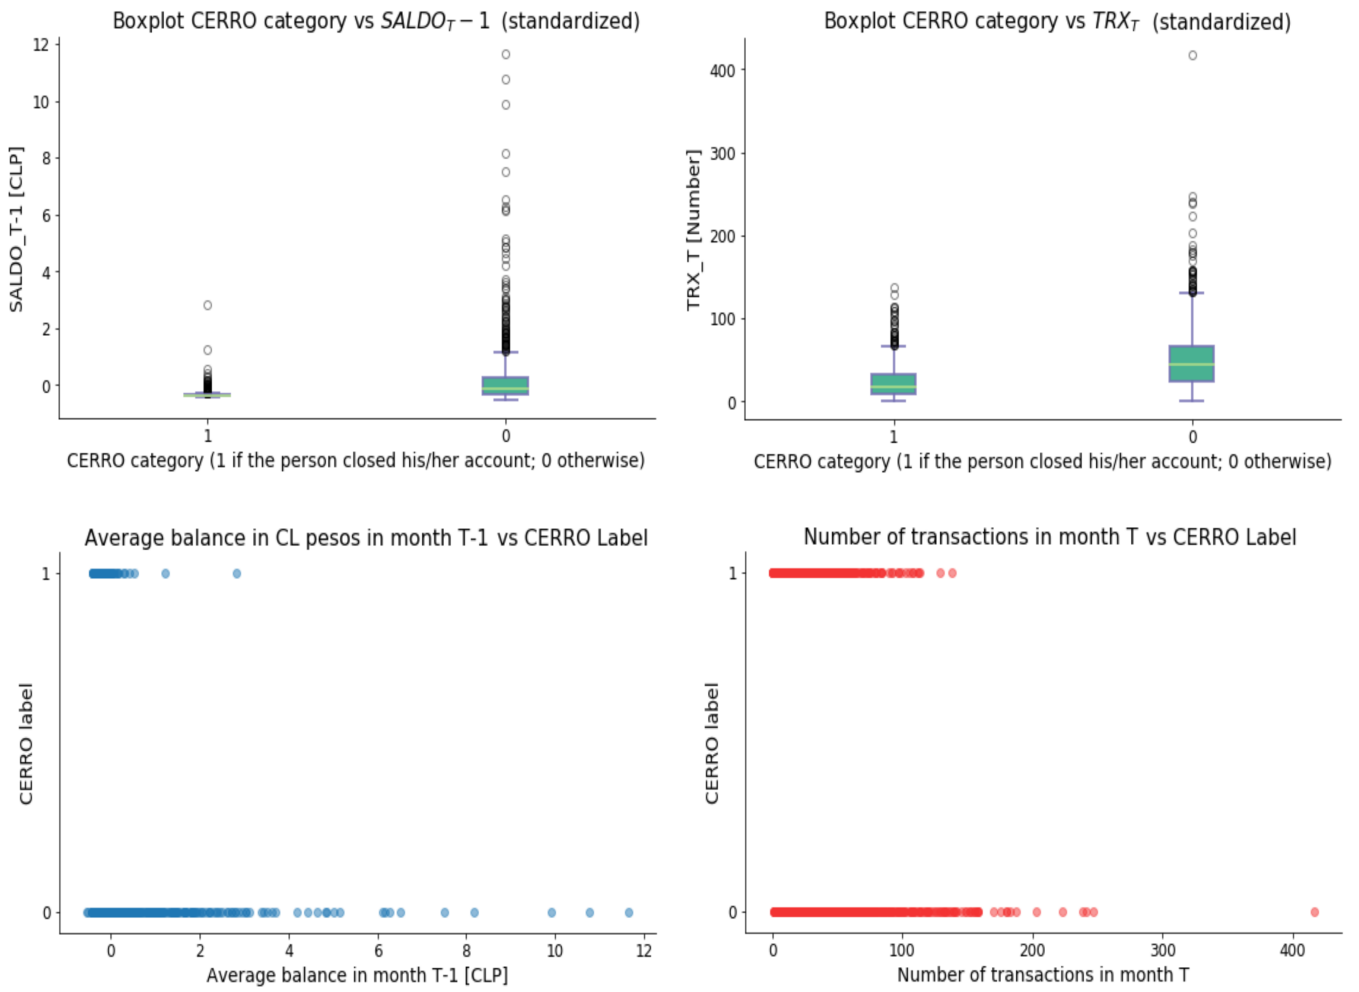 Boxplot CERRO category vs SALDO_T − 1 (standardized)
12
10
8
6
4
2
0
SALDO_T-1 [CLP]
1
0
CERRO category (1 if the person closed his/her account; 0 otherwise)
Boxplot CERRO category vs TRX_T (standardized)
400
300
200
100
0
TRX_T [Number]
1
0
CERRO category (1 if the person closed his/her account; 0 otherwise)
Average balance in CL pesos in month T-1 vs CERRO Label
1
0
CERRO label
0 2 4 6 8 10 12
Average balance in month T-1 [CLP]
Number of transactions in month T vs CERRO Label
1
0
CERRO label
0 100 200 300 400
Number of transactions in month T